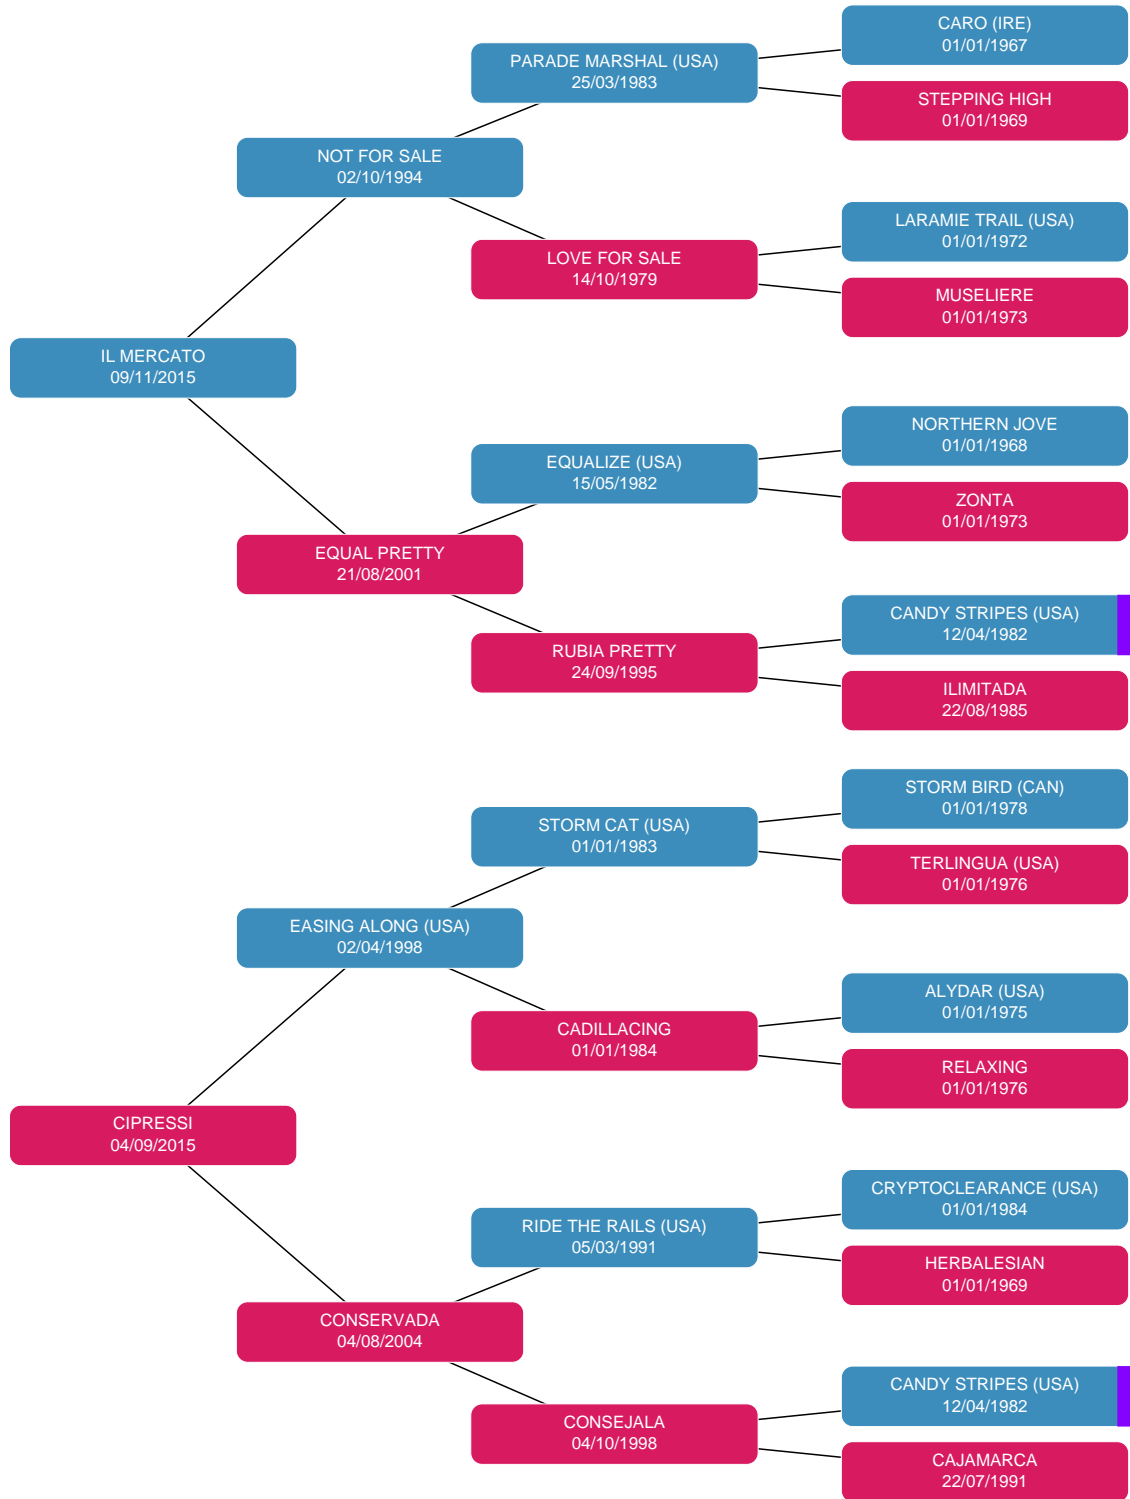 CARO (IRE)
01/01/1967
PARADE MARSHAL (USA)
25/03/1983
STEPPING HIGH
01/01/1969
NOT FOR SALE
02/10/1994
LARAMIE TRAIL (USA)
01/01/1972
LOVE FOR SALE
14/10/1979
MUSELIERE
01/01/1973
IL MERCATO
09/11/2015
NORTHERN JOVE
01/01/1968
EQUALIZE (USA)
15/05/1982
ZONTA
01/01/1973
EQUAL PRETTY
21/08/2001
CANDY STRIPES (USA)
12/04/1982
RUBIA PRETTY
24/09/1995
ILIMITADA
22/08/1985
STORM BIRD (CAN)
01/01/1978
STORM CAT (USA)
01/01/1983
TERLINGUA (USA)
01/01/1976
EASING ALONG (USA)
02/04/1998
ALYDAR (USA)
01/01/1975
CADILLACING
01/01/1984
RELAXING
01/01/1976
CIPRESSI
04/09/2015
CRYPTOCLEARANCE (USA)
01/01/1984
RIDE THE RAILS (USA)
05/03/1991
HERBALESIAN
01/01/1969
CONSERVADA
04/08/2004
CANDY STRIPES (USA)
12/04/1982
CONSEJALA
04/10/1998
CAJAMARCA
22/07/1991